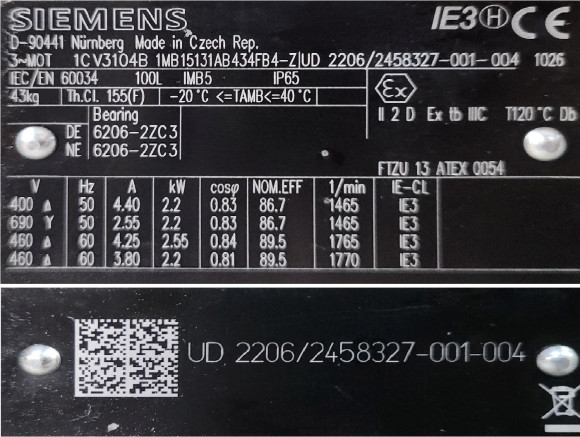 SIEMENS IE3 H CE
D-90441 Nürnberg Made in Czech Rep.
3~MOT 1CV3104B 1MB15131AB434FB4-Z UD 2206/2458327-001-004 1026
IEC/EN 60034 100L IMB5 IP65
43kg Th.Cl. 155(F) -20°C <=TAMB<=40°C Ex
Bearing II 2 D Ex tb IIIC T120°C Db
DE 6206-2ZC3
NE 6206-2ZC3
FTZU 13 ATEX 0054
V Hz A kW cosφ NOM.EFF 1/min IE-CL
400 Δ 50 4.40 2.2 0.83 86.7 1465 IE3
690 Y 50 2.55 2.2 0.83 86.7 1465 IE3
460 Δ 60 4.25 2.55 0.84 89.5 1765 IE3
460 Δ 60 3.80 2.2 0.81 89.5 1770 IE3
UD 2206/2458327-001-004